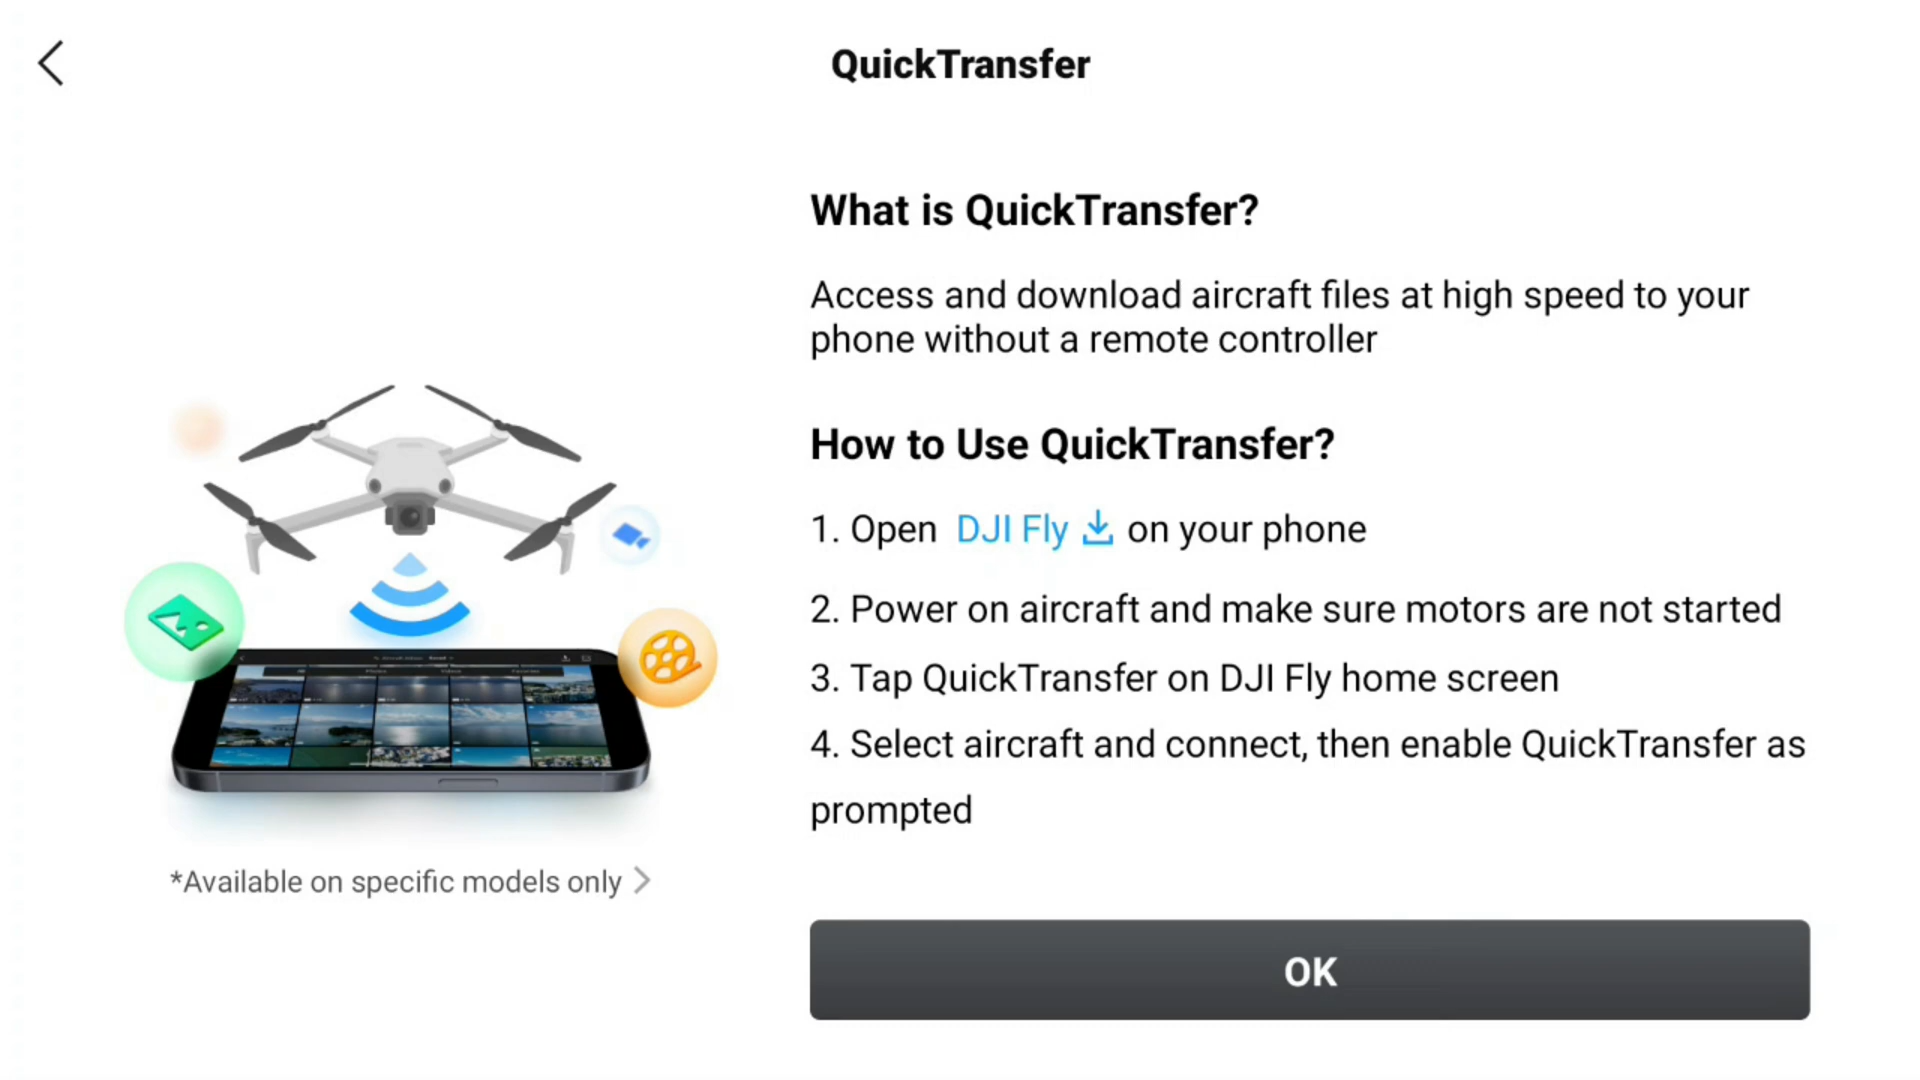 QuickTransfer
What is QuickTransfer?
Access and download aircraft files at high speed to your
phone without a remote controller
How to Use QuickTransfer?
1. Open DJI Fly on your phone
2. Power on aircraft and make sure motors are not started
3. Tap QuickTransfer on DJI Fly home screen
4. Select aircraft and connect, then enable QuickTransfer as
prompted
*Available on specific models only
OK